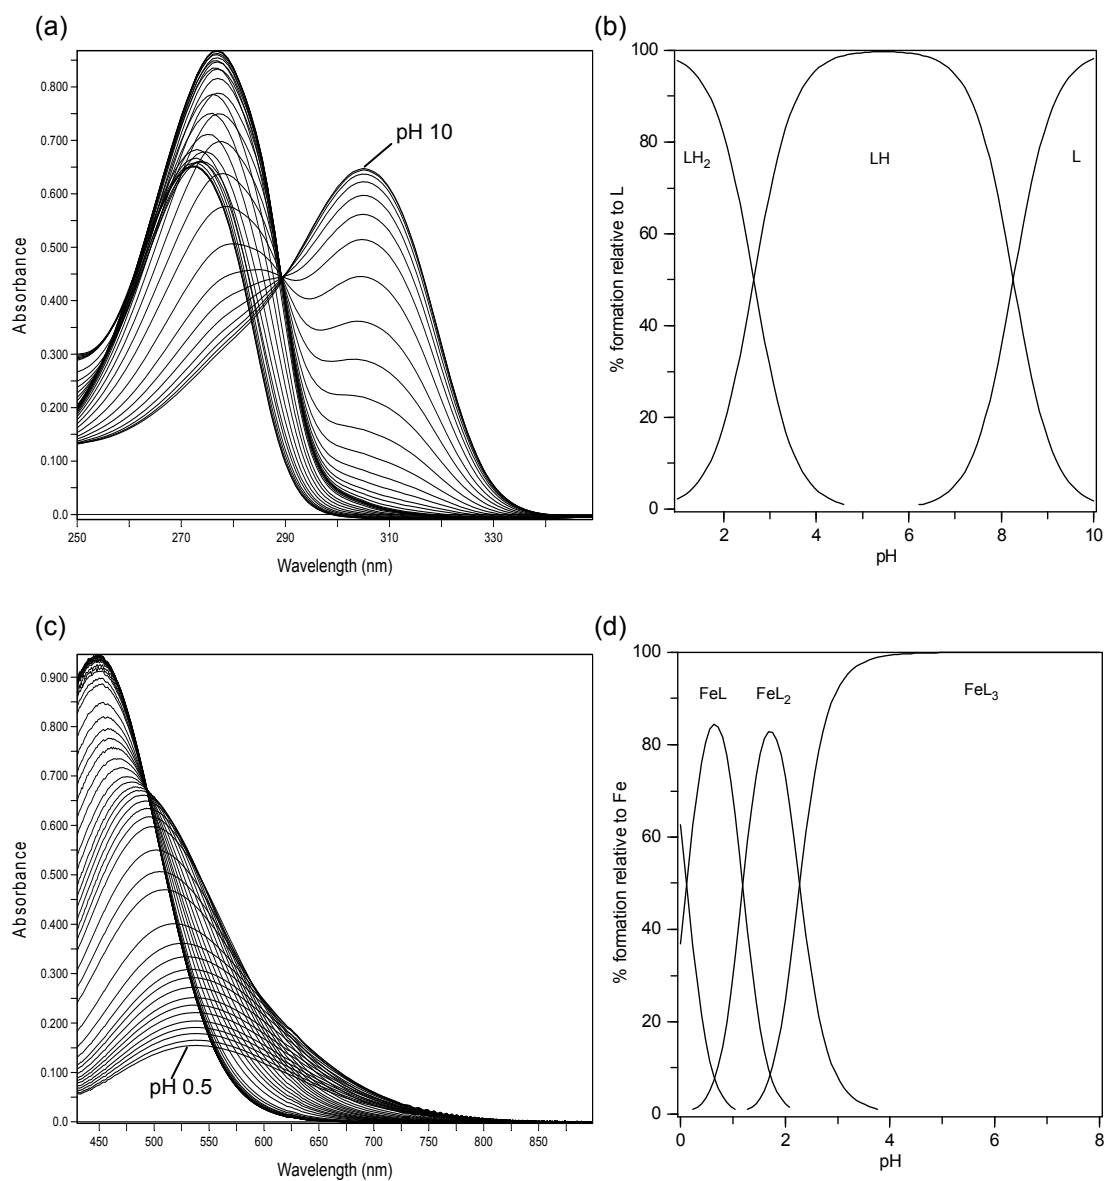 (a)
0.800
0.700
0.600
0.500
0.400
0.300
0.200
0.100
0.0
Absorbance
pH 10
250 270 290 310 330
Wavelength (nm)
(b)
100
80
60
40
20
0
% formation relative to L
LH2
LH
L
2 4 6 8 10
pH
(c)
0.900
0.800
0.700
0.600
0.500
0.400
0.300
0.200
0.100
0.0
Absorbance
pH 0.5
450 500 550 600 650 700 750 800 850
Wavelength (nm)
(d)
100
80
60
40
20
0
% formation relative to Fe
FeL
FeL2
FeL3
0 2 4 6 8
pH